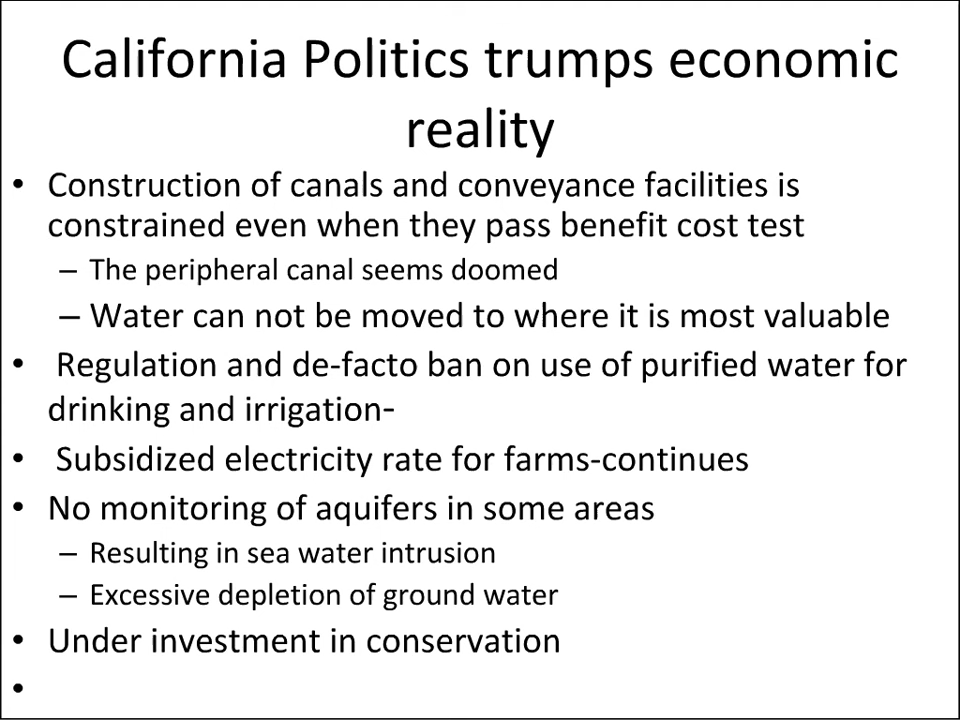 California Politics trumps economic
reality
• Construction of canals and conveyance facilities is
constrained even when they pass benefit cost test
– The peripheral canal seems doomed
– Water can not be moved to where it is most valuable
• Regulation and de-facto ban on use of purified water for
drinking and irrigation-
• Subsidized electricity rate for farms-continues
• No monitoring of aquifers in some areas
– Resulting in sea water intrusion
– Excessive depletion of ground water
• Under investment in conservation
•